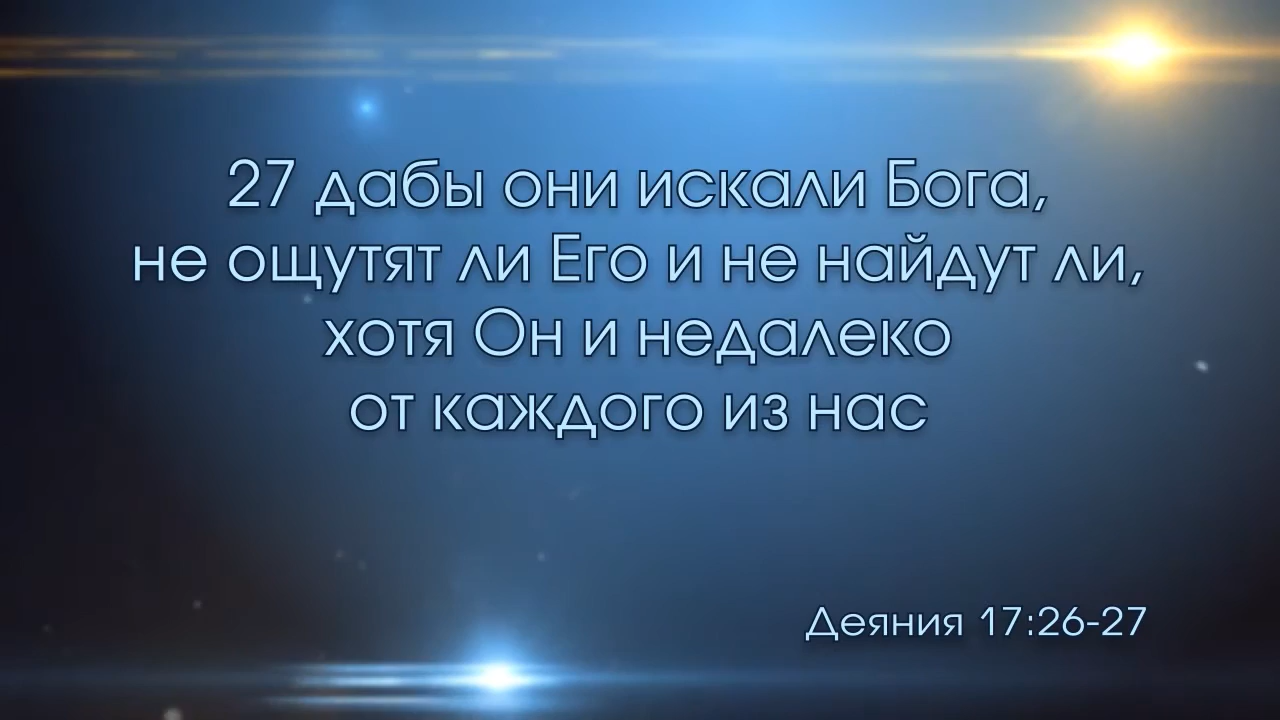 27 дабы они искали Бога,
не ощутят ли Его и не найдут ли,
хотя Он и недалеко
от каждого из нас
Деяния 17:26-27